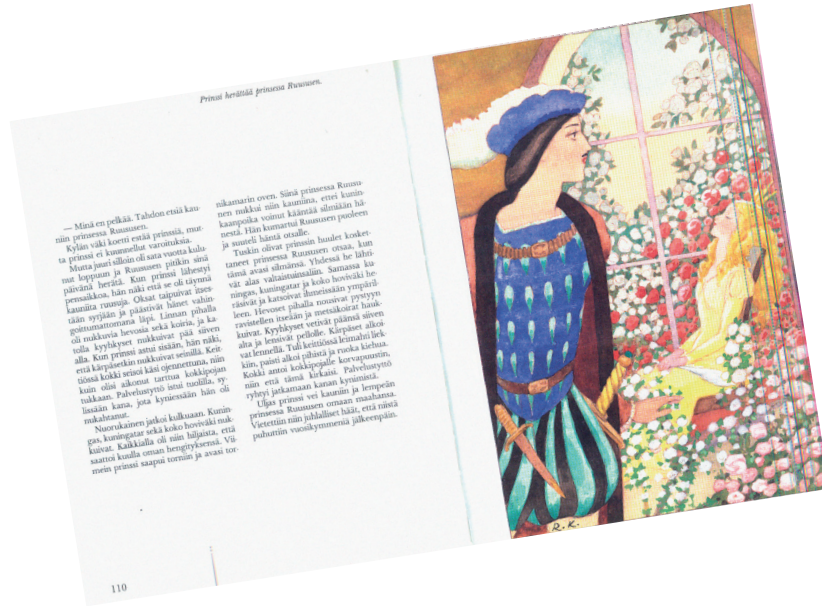 Prinssi herättää prinsessa Ruususen.
— Minä en pelkää. Tahdon etsiä kau-
niin prinsessa Ruususen.
Kylän väki koetti estää prinssiä, mut-
ta prinssi ei kuunnellut varoituksia.
Mutta juuri silloin oli sata vuotta kulu-
nut loppuun ja Ruususen pitikin sinä
päivänä herätä. Kun prinssi lähestyi
pensaikkoa, hän näki että se oli täynnä
kauniita ruusuja. Oksat taipuivat itses-
tään syrjään ja päästivät hänet vahin-
goittumattomana läpi. Linnan pihalla
oli nukkuvia hevosia sekä koiria, ja ka-
tolla kyyhkyset nukkuivat pää siiven
alla. Kun prinssi astui sisään, hän näki,
että kärpäsetkin nukkuivat seinillä. Keit-
tiössä kokki seisoi käsi ojennettuna, niin
kuin olisi aikonut tarttua kokkipojan
tukkaan. Palvelustyttö istui tuolilla, sy-
lissään kana, jota kyniessään hän oli
nukahtanut.
Nuorukainen jatkoi kulkuaan. Kunin-
gas, kuningatar sekä koko hoviväki nuk-
kuivat. Kaikkialla oli niin hiljaista, että
saattoi kuulla oman hengityksensä. Vii-
mein prinssi saapui torniin ja avasi tor-
nikamarin oven. Siinä prinsessa Ruusu-
nen nukkui niin kauniina, ettei kunin-
kaanpoika voinut kääntää silmiään hä-
nestä. Hän kumartui Ruususen puoleen
ja suuteli häntä otsalle.
Tuskin olivat prinssin huulet kosket-
taneet prinsessa Ruususen otsaa, kun
tämä avasi silmänsä. Yhdessä he lähti-
vät alas valtaistuinsaliin. Samassa ku-
ningas, kuningatar ja koko hoviväki he-
räsivät ja katsoivat ihmeissään ympäril-
leen. Hevoset pihalla nousivat pystyyn
ravistellen itseään ja metsäkoirat hauk-
kuivat. Kyyhkyset vetivät päänsä siiven
alta ja lensivät pellolle. Kärpäset alkoi-
vat lennellä. Tuli keittiössä leimahti liek-
kiin, paisti alkoi pihistä ja ruoka kiehua.
Kokki antoi kokkipojalle korvapuustin,
niin että tämä kirkaisi. Palvelustyttö
ryhtyi jatkamaan kanan kynimistä.
Uljas prinssi vei kauniin ja lempeän
prinsessa Ruususen omaan maahansa.
Vietettiin niin juhlalliset häät, että niistä
puhuttiin vuosikymmeniä jälkeenpäin.
110
R.K.